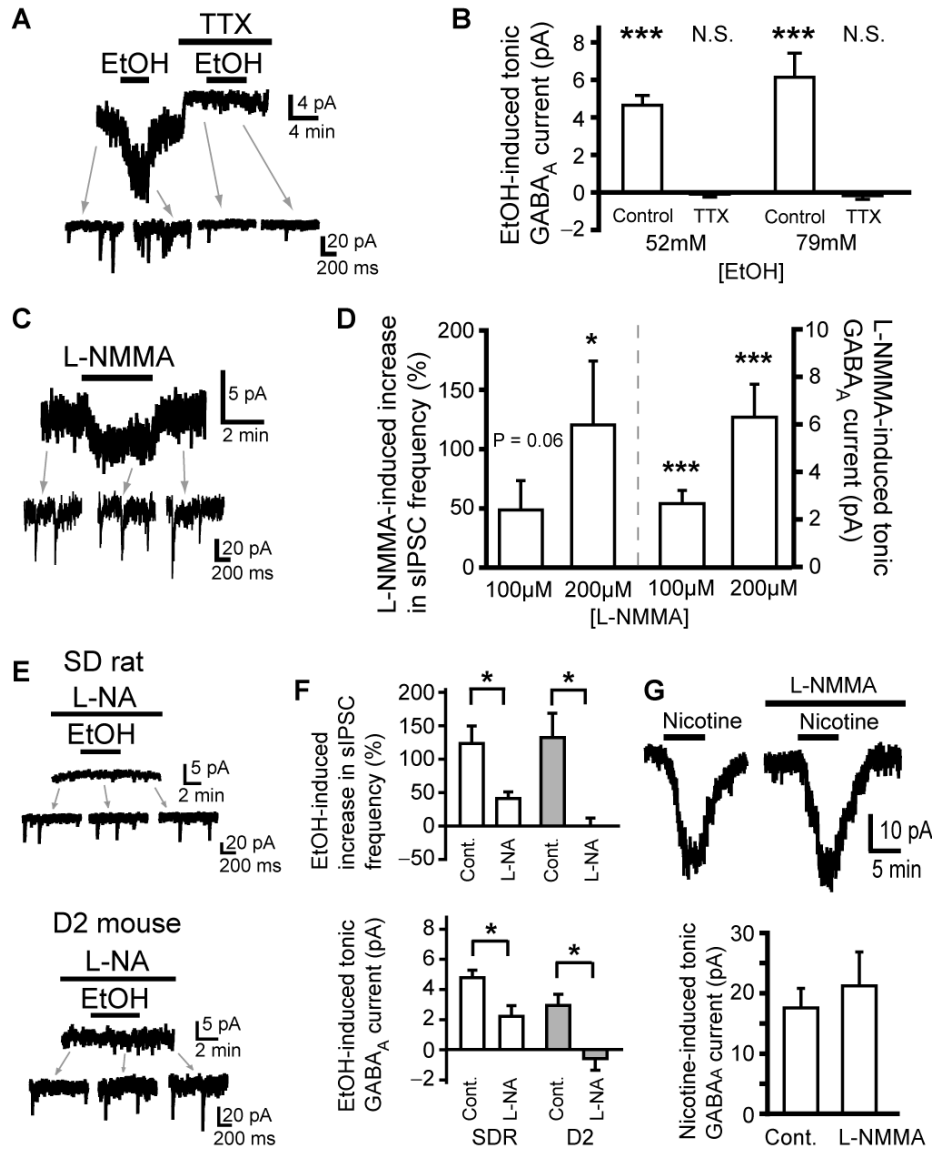 A
TTX
EtOH
EtOH
4 pA
4 min
20 pA
200 ms
B
EtOH-induced tonic
GABAA current (pA)
8
6
4
2
0
−2
***
N.S.
***
N.S.
Control
TTX
Control
TTX
52mM
79mM
[EtOH]
C
L-NMMA
5 pA
2 min
20 pA
200 ms
D
L-NMMA-induced increase
in sIPSC frequency (%)
200
150
100
50
0
P = 0.06
*
***
***
10
8
6
4
2
0
L-NMMA-induced tonic
GABAA current (pA)
100µM
200µM
100µM
200µM
[L-NMMA]
E
SD rat
L-NA
EtOH
5 pA
2 min
20 pA
200 ms
D2 mouse
L-NA
EtOH
5 pA
2 min
20 pA
200 ms
F
EtOH-induced
increase in sIPSC
frequency (%)
200
150
100
50
0
−50
*
*
Cont.
L-NA
Cont.
L-NA
EtOH-induced tonic
GABAA current (pA)
8
6
4
2
0
−2
*
*
Cont.
L-NA
Cont.
L-NA
SDR
D2
G
L-NMMA
Nicotine
Nicotine
10 pA
5 min
Nicotine-induced tonic
GABAA current (pA)
30
20
10
0
Cont.
L-NMMA